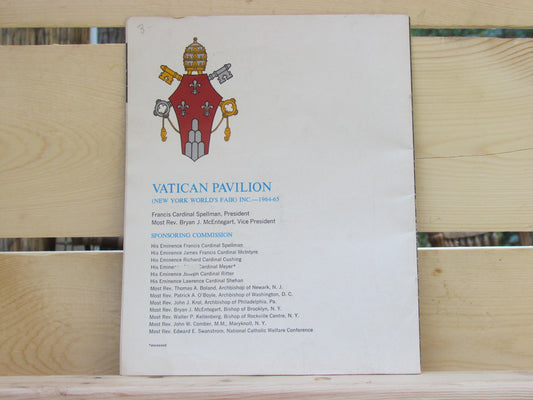 3-
VATICAN PAVILION
(NEW YORK WORLD'S FAIR) INC.—1964-65
Francis Cardinal Spellman, President
Most Rev. Bryan J. McEntegart, Vice President
SPONSORING COMMISSION
His Eminence Francis Cardinal Spellman
His Eminence James Francis Cardinal McIntyre
His Eminence Richard Cardinal Cushing
His Eminen Cardinal Meyer*
His Eminence Joseph Cardinal Ritter
His Eminence Lawrence Cardinal Shehan
Most Rev. Thomas A. Boland, Archbishop of Newark, N. J.
Most Rev. Patrick A. O'Boyle, Archbishop of Washington, D. C.
Most Rev. John J. Krol, Archbishop of Philadelphia, Pa.
Most Rev. Bryan J. McEntegart, Bishop of Brooklyn, N. Y.
Most Rev. Walter P. Kellenberg, Bishop of Rockville Centre, N. Y.
Most Rev. John W. Comber, M.M., Maryknoll, N. Y.
Most Rev. Edward E. Swanstrom, National Catholic Welfare Conference
*deceased